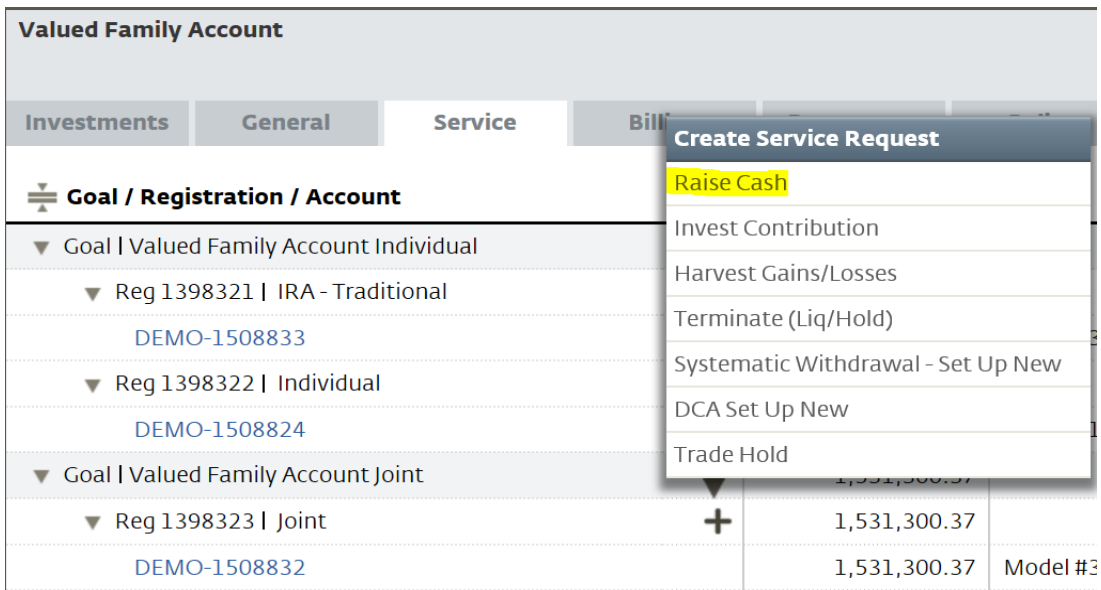 Valued Family Account
Investments General Service
Create Service Request
Raise Cash
Invest Contribution
Harvest Gains/Losses
Terminate (Liq/Hold)
Systematic Withdrawal - Set Up New
DCA Set Up New
Trade Hold
Goal / Registration / Account
Goal | Valued Family Account Individual
Reg 1398321 | IRA - Traditional
DEMO-1508833
Reg 1398322 | Individual
DEMO-1508824
Goal | Valued Family Account Joint
Reg 1398323 | Joint 1,531,300.37
DEMO-1508832 1,531,300.37 Model #3